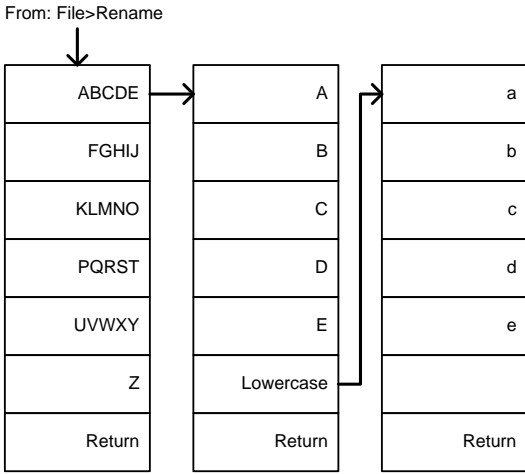 From: File>Rename
ABCDE
FGHIJ
KLMNO
PQRST
UVWXY
Z
Return
A
B
C
D
E
Lowercase
Return
a
b
c
d
e
Return